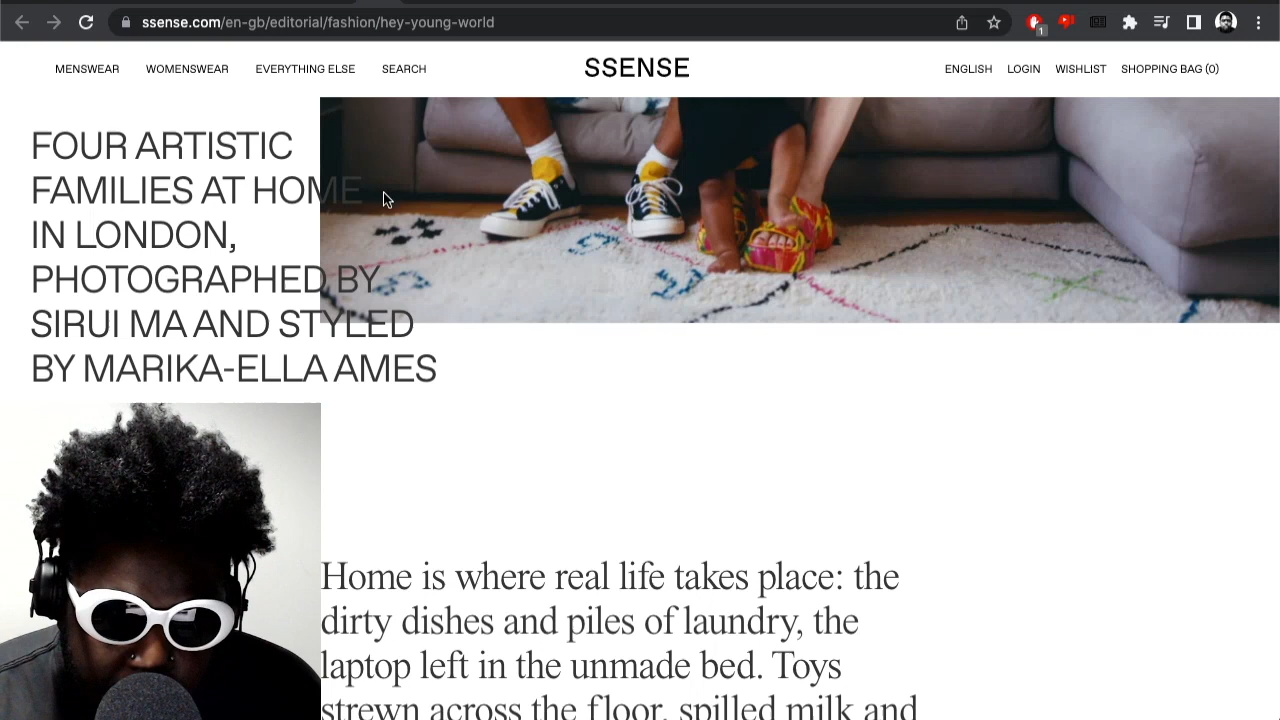 ssense.com/en-gb/editorial/fashion/hey-young-world
1
MENSWEAR WOMENSWEAR EVERYTHING ELSE SEARCH SSENSE ENGLISH LOGIN WISHLIST SHOPPING BAG (0)
FOUR ARTISTIC
FAMILIES AT HOME
IN LONDON,
PHOTOGRAPHED BY
SIRUI MA AND STYLED
BY MARIKA-ELLA AMES
Home is where real life takes place: the
dirty dishes and piles of laundry, the
laptop left in the unmade bed. Toys
strewn across the floor, spilled milk and